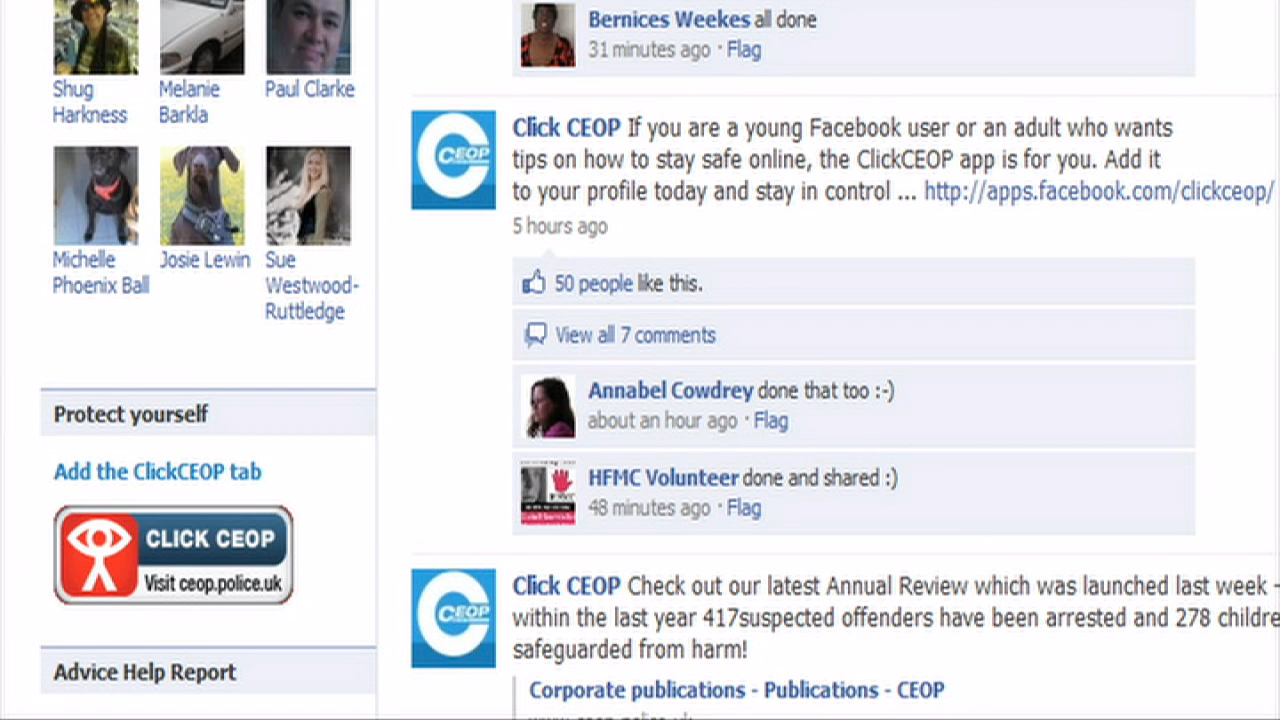 Shug
Harkness
Melanie
Barkla
Paul Clarke
Michelle
Phoenix Ball
Josie Lewin
Sue
Westwood-
Ruttledge
Protect yourself
Add the ClickCEOP tab
CLICK CEOP
Visit ceop.police.uk
Advice Help Report
Bernices Weekes all done
31 minutes ago · Flag
CEOP
Click CEOP If you are a young Facebook user or an adult who wants
tips on how to stay safe online, the ClickCEOP app is for you. Add it
to your profile today and stay in control ... http://apps.facebook.com/clickceop/
5 hours ago
50 people like this.
View all 7 comments
Annabel Cowdrey done that too :-)
about an hour ago · Flag
HFMC Volunteer done and shared :)
48 minutes ago · Flag
CEOP
Click CEOP Check out our latest Annual Review which was launched last week -
within the last year 417suspected offenders have been arrested and 278 childre
safeguarded from harm!
Corporate publications - Publications - CEOP